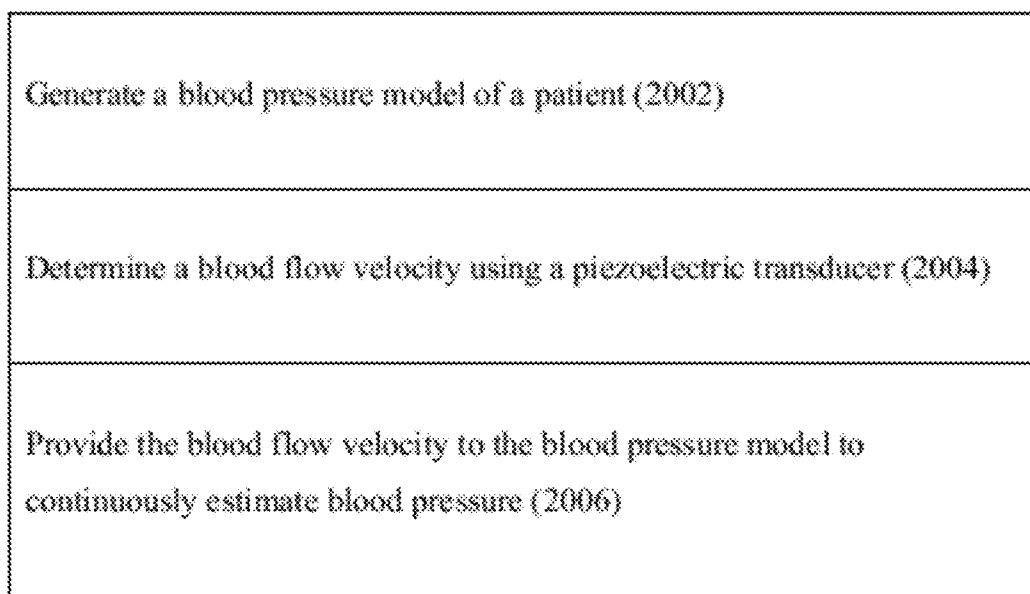 Generate a blood pressure model of a patient (2002)
Determine a blood flow velocity using a piezoelectric transducer (2004)
Provide the blood flow velocity to the blood pressure model to
continuously estimate blood pressure (2006)